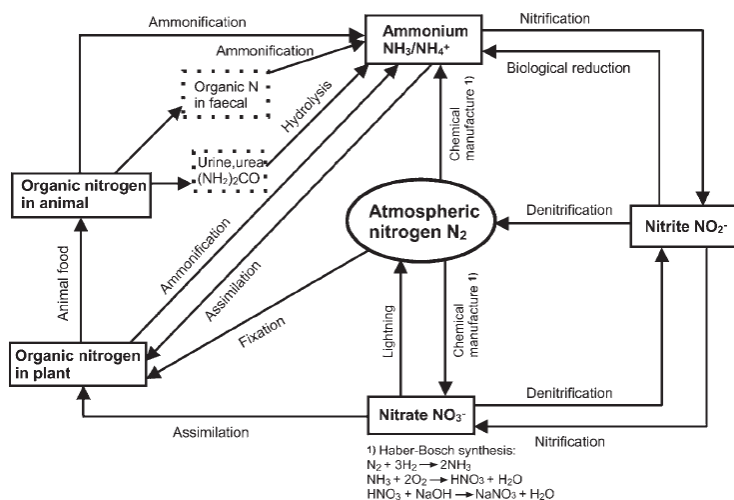 Ammonification
Ammonium
NH₃/NH₄⁺
Nitrification
Ammonification
Biological reduction
Organic N
in faecal
Hydrolysis
Chemical
manufacture ¹⁾
Urine,urea
(NH₂)₂CO
Organic nitrogen
in animal
Atmospheric
nitrogen N₂
Denitrification
Nitrite NO₂⁻
Animal food
Ammonification
Assimilation
Fixation
Lightning
Chemical
manufacture ¹⁾
Organic nitrogen
in plant
Denitrification
Nitrate NO₃⁻
Assimilation
Nitrification
¹⁾ Haber-Bosch synthesis:
N₂ + 3H₂ → 2NH₃
NH₃ + 2O₂ → HNO₃ + H₂O
HNO₃ + NaOH → NaNO₃ + H₂O